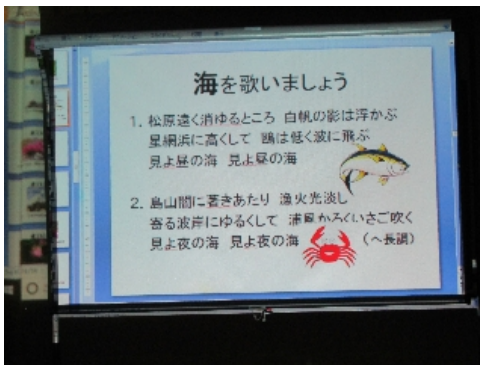 海を歌いましょう
1. 松原遠く消ゆるところ 白帆の影は浮かぶ
星網浜に高くして 鴎は低く波に飛ぶ
見よ昼の海 見よ昼の海
2. 島山闇に著きあたり 漁火光淡し
寄る波岸にゆるくして 浦風かろくいさご吹く
見よ夜の海 見よ夜の海 (ヘ長調)